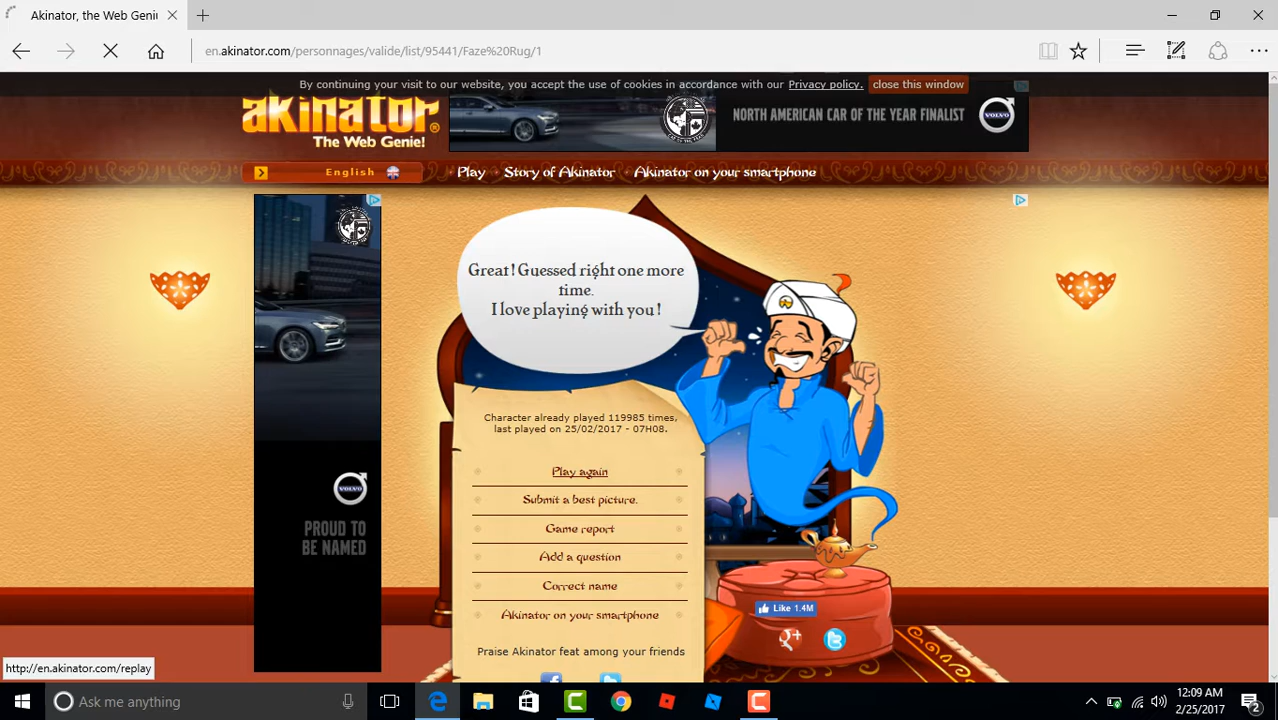 Akinator, the Web Geni
en.akinator.com/personnages/valide/list/95441/Faze%20Rug/1
By continuing your visit to our website, you accept the use of cookies in accordance with our Privacy policy. close this window
akinator®
The Web Genie!
NORTH AMERICAN CAR OF THE YEAR FINALIST
VOLVO
English
Play
Story of Akinator
Akinator on your smartphone
Great! Guessed right one more
time.
I love playing with you!
Character already played 119985 times,
last played on 25/02/2017 - 07H08.
Play again
Submit a best picture.
Game report
Add a question
Correct name
Akinator on your smartphone
Praise Akinator feat among your friends
VOLVO
PROUD TO
BE NAMED
Like 1.4M
http://en.akinator.com/replay
Ask me anything
12:09 AM
2/25/2017
2